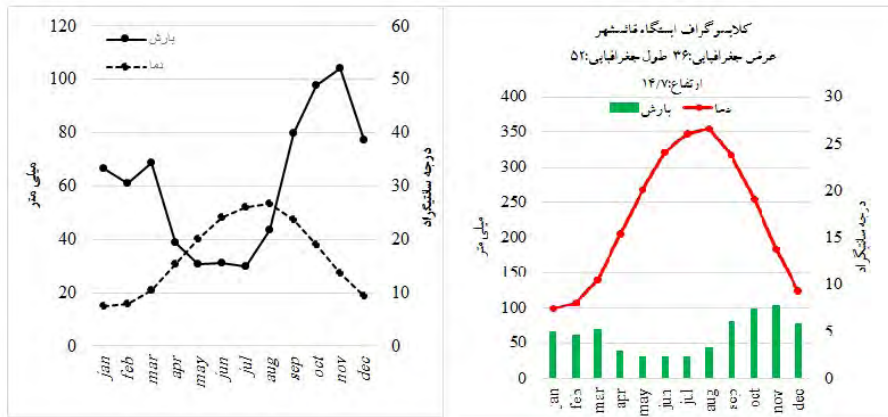 120
100
80
60
40
20
0
60
50
40
30
20
10
0
بارش
دما
میلی متر
درجه سانتیگراد
jan
feb
mar
apr
may
jun
jul
aug
sep
oct
nov
dec
کلایموگراف ایستگاه قائمشهر
عرض جغرافیایی:۳۶ طول جغرافیایی:۵۲
ارتفاع:۱۴/۷
بارش
دما
400
350
300
250
200
150
100
50
0
30
25
20
15
10
5
0
میلی متر
درجه سانتیگراد
jan
feb
mar
apr
may
jun
jul
aug
sep
oct
nov
dec